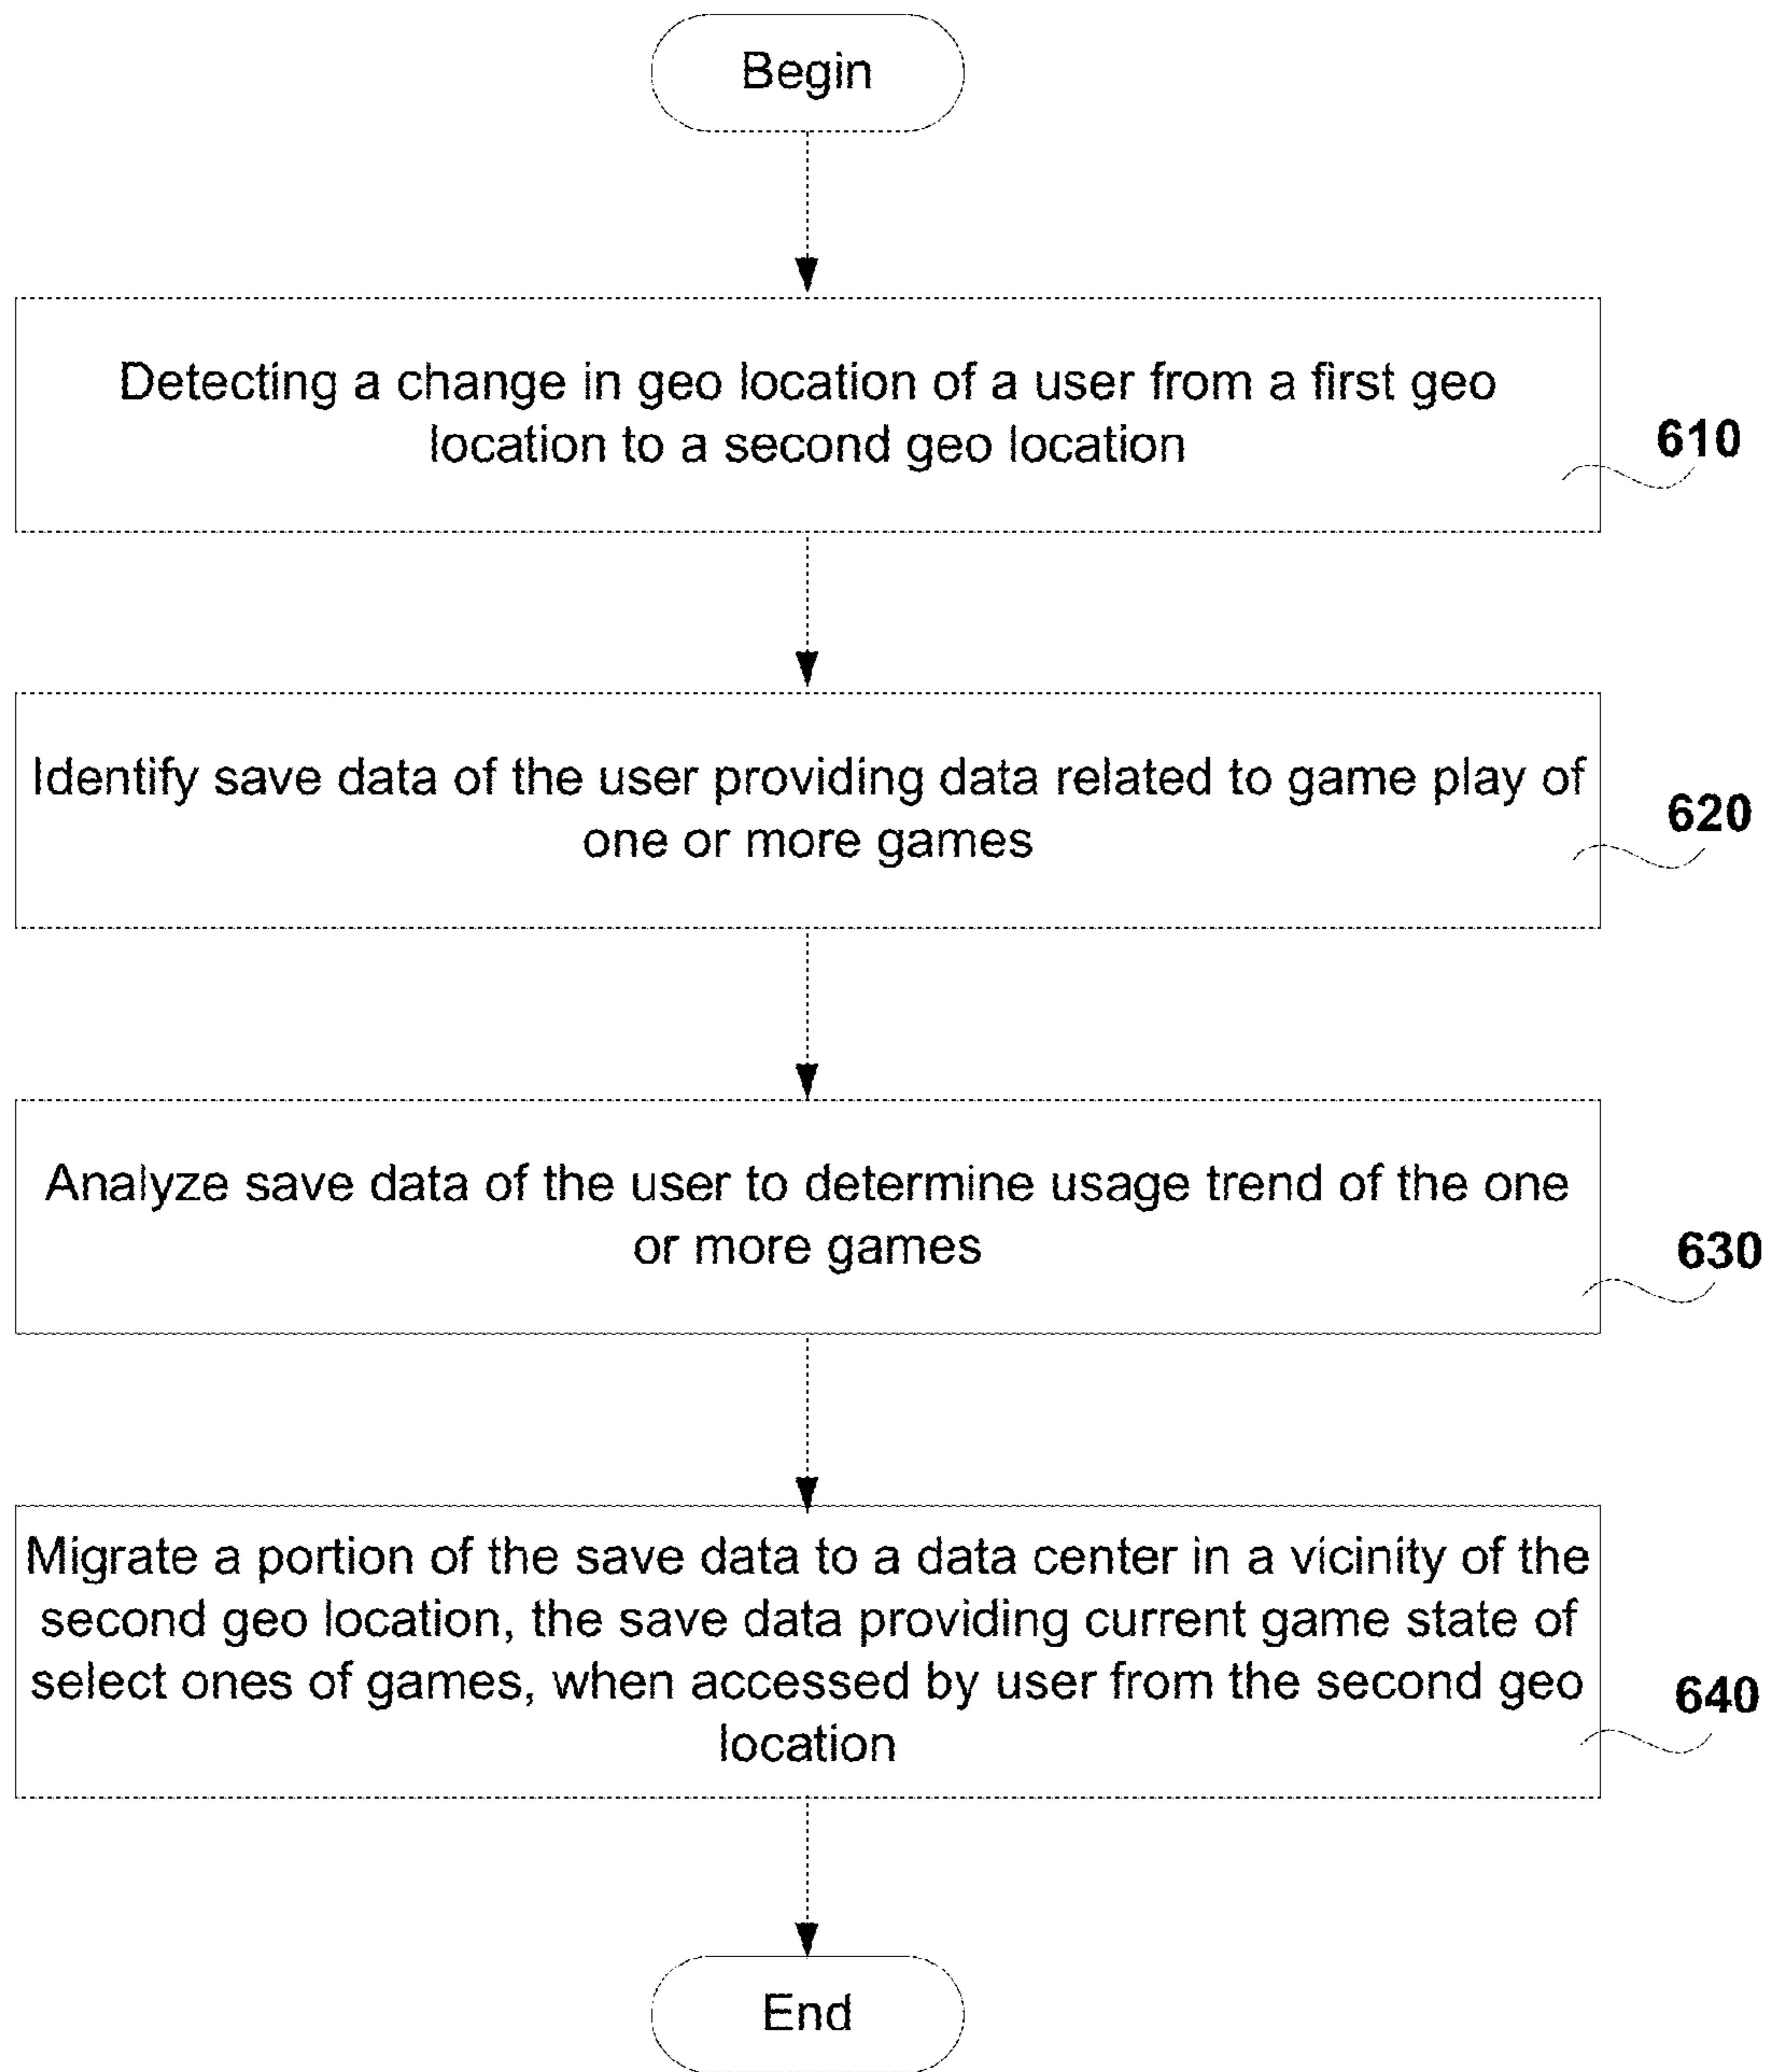 Begin
Detecting a change in geo location of a user from a first geo
location to a second geo location
610
Identify save data of the user providing data related to game play of
one or more games
620
Analyze save data of the user to determine usage trend of the one
or more games
630
Migrate a portion of the save data to a data center in a vicinity of the
second geo location, the save data providing current game state of
select ones of games, when accessed by user from the second geo
location
640
End